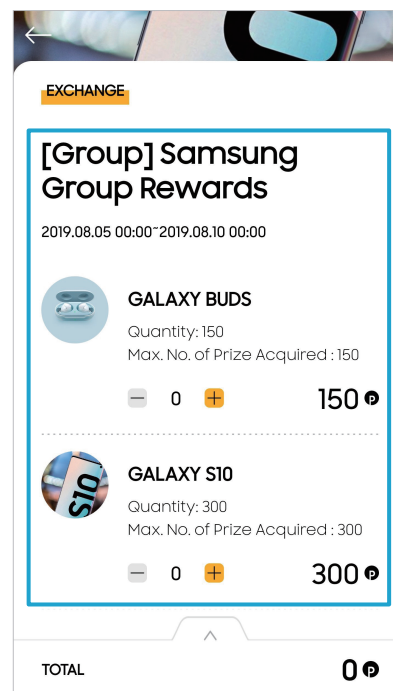 EXCHANGE
[Group] Samsung
Group Rewards
2019.08.05 00:00~2019.08.10 00:00
GALAXY BUDS
Quantity: 150
Max. No. of Prize Acquired : 150
0
150 P
S10
GALAXY S10
Quantity: 300
Max. No. of Prize Acquired : 300
0
300 P
TOTAL
0 P